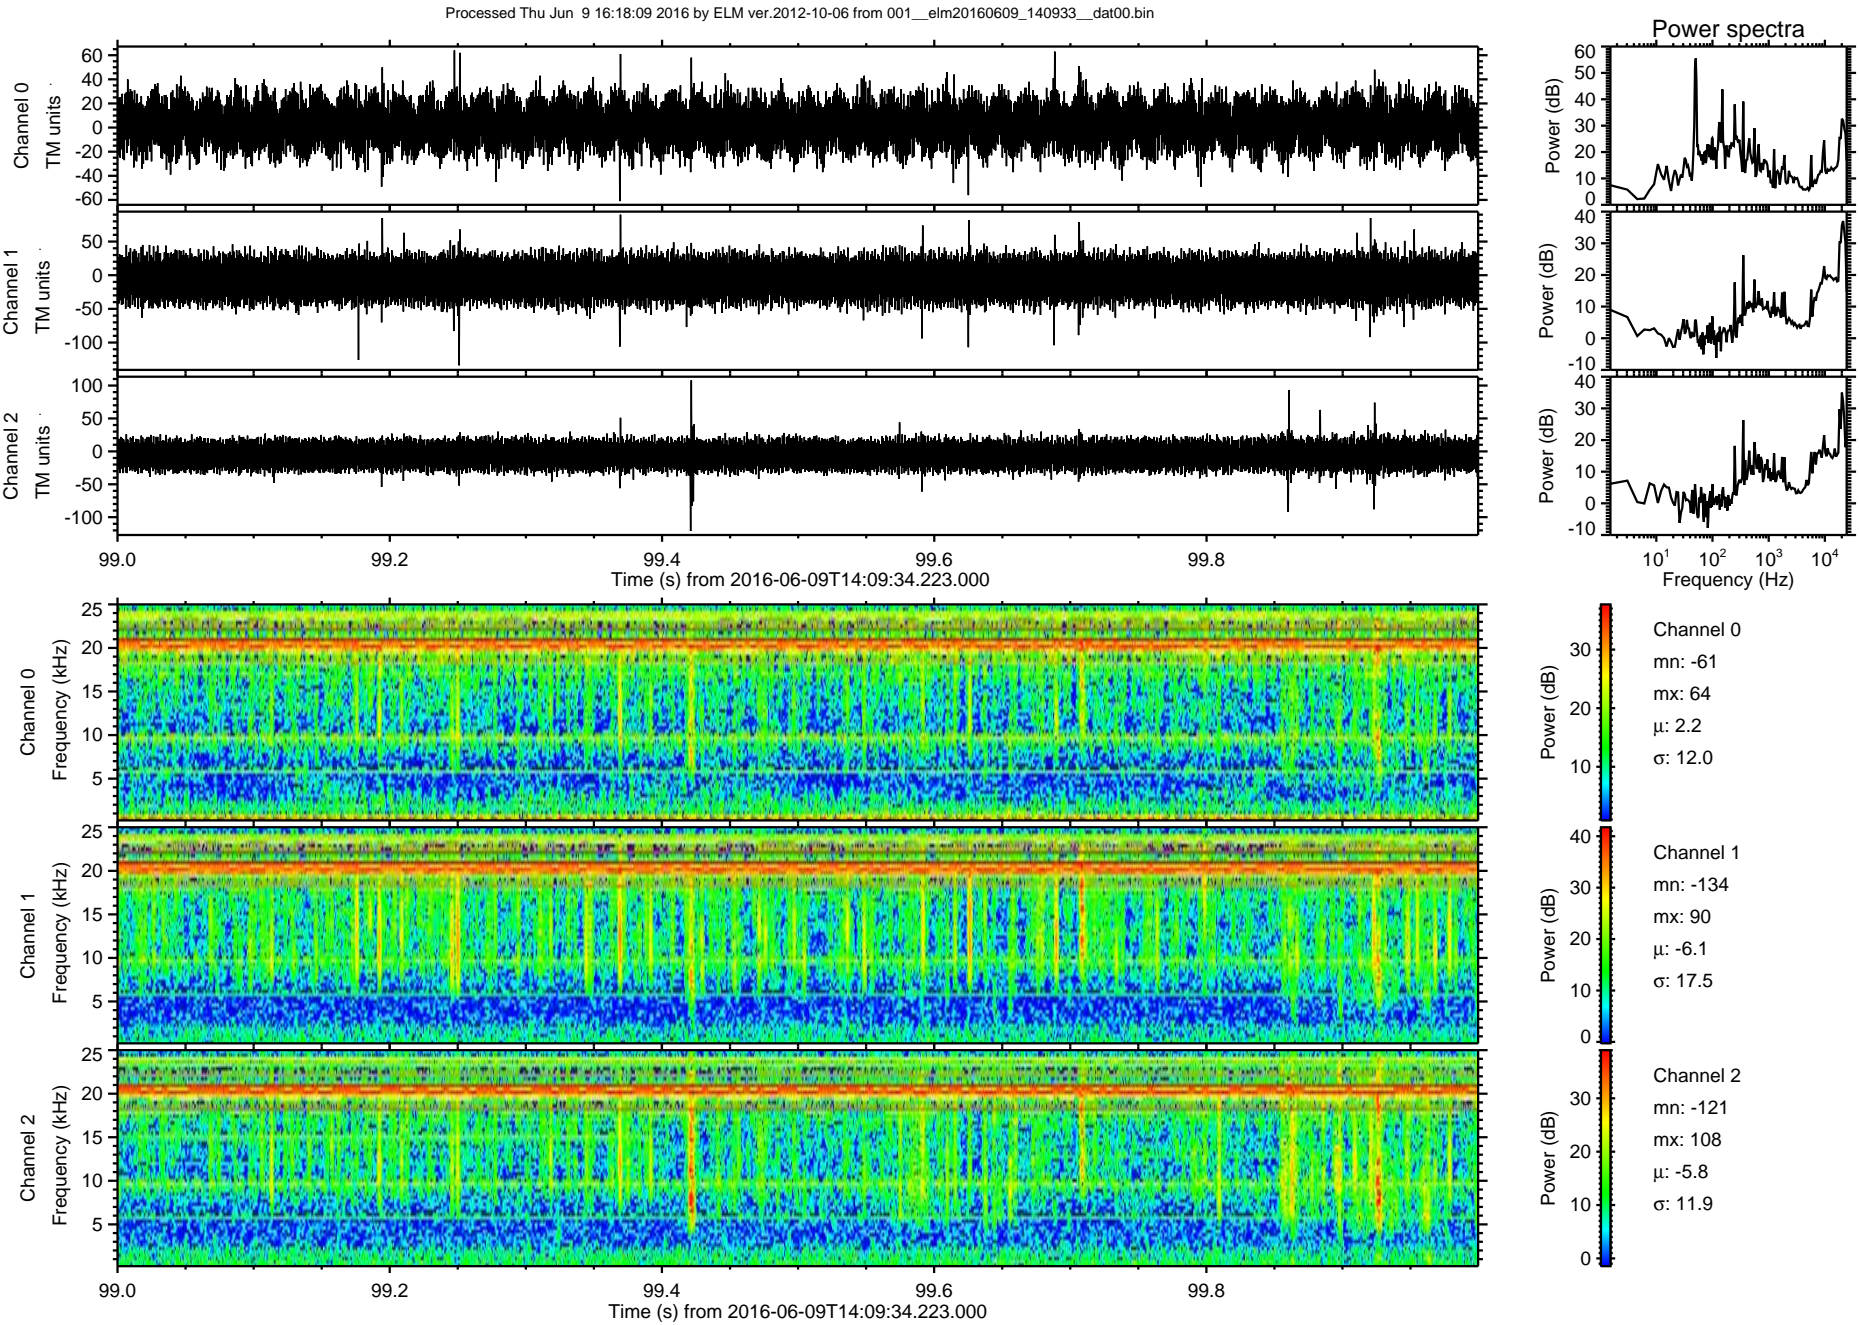 Processed Thu Jun  9 16:18:09 2016 by ELM ver.2012-10-06 from 001__elm20160609_140933__dat00.bin
Power spectra
Channel 0
TM units
60
40
20
0
-20
-40
-60
Power (dB)
60
50
40
30
20
10
0
Channel 1
TM units
50
0
-50
-100
Power (dB)
40
30
20
10
0
-10
Channel 2
TM units
100
50
0
-50
-100
Power (dB)
40
30
20
10
0
-10
99.0 99.2 99.4 99.6 99.8
Time (s) from 2016-06-09T14:09:34.223.000
10^1 10^2 10^3 10^4
Frequency (Hz)
Channel 0
Frequency (kHz)
25
20
15
10
5
Power (dB)
30
20
10
Channel 0
mn: -61
mx: 64
μ: 2.2
σ: 12.0
Channel 1
Frequency (kHz)
25
20
15
10
5
Power (dB)
40
30
20
10
0
Channel 1
mn: -134
mx: 90
μ: -6.1
σ: 17.5
Channel 2
Frequency (kHz)
25
20
15
10
5
Power (dB)
30
20
10
0
Channel 2
mn: -121
mx: 108
μ: -5.8
σ: 11.9
99.0 99.2 99.4 99.6 99.8
Time (s) from 2016-06-09T14:09:34.223.000